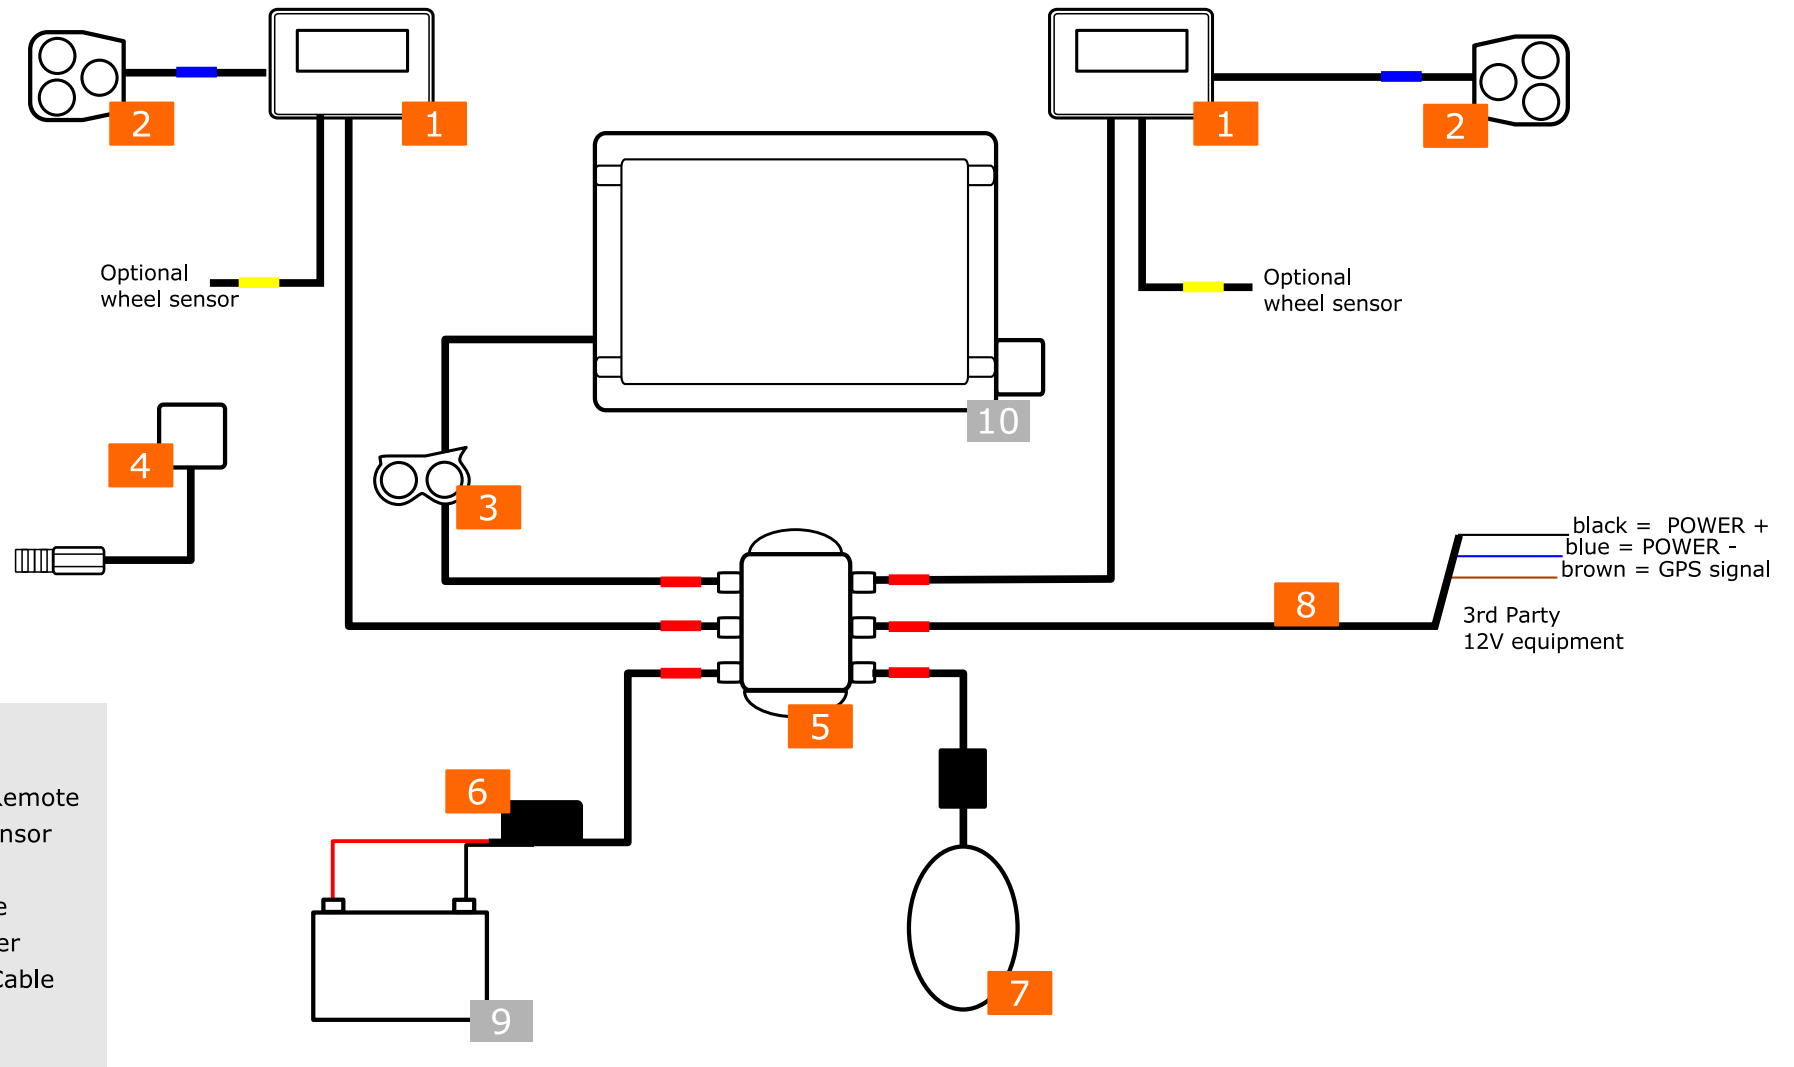 2
1
1
2
Optional
wheel sensor
Optional
wheel sensor
10
4
3
black = POWER +
blue = POWER -
brown = GPS signal
8
3rd Party
12V equipment
5
6
7
9
Cable